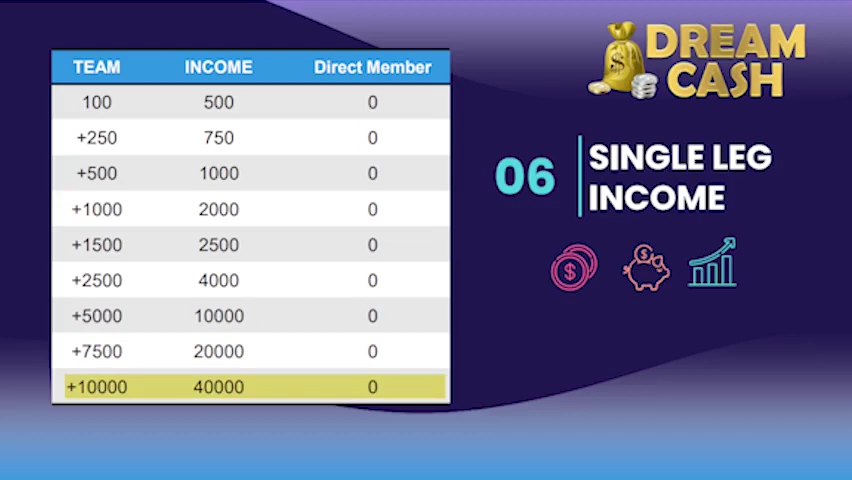 DREAM
CASH
TEAM INCOME Direct Member
100 500 0
+250 750 0
+500 1000 0
+1000 2000 0
+1500 2500 0
+2500 4000 0
+5000 10000 0
+7500 20000 0
+10000 40000 0
06
SINGLE LEG
INCOME